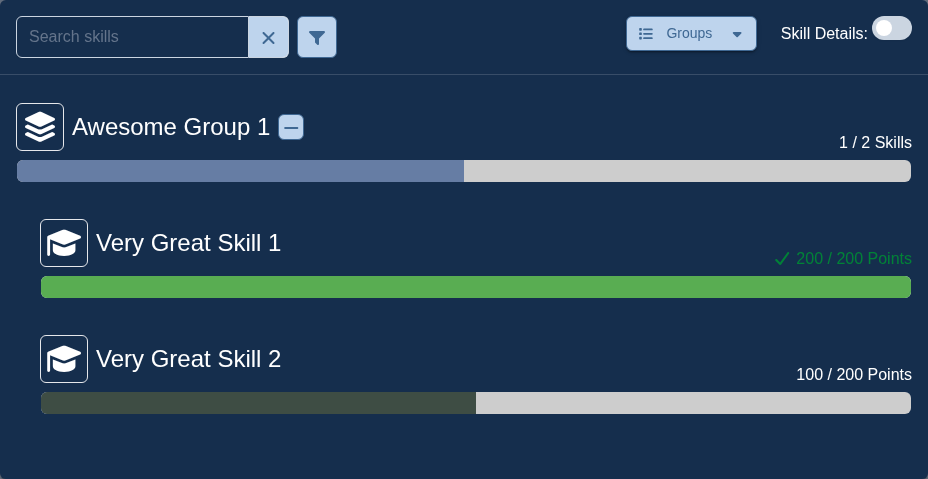 Search skills
Groups
Skill Details:
Awesome Group 1
1 / 2 Skills
Very Great Skill 1
200 / 200 Points
Very Great Skill 2
100 / 200 Points